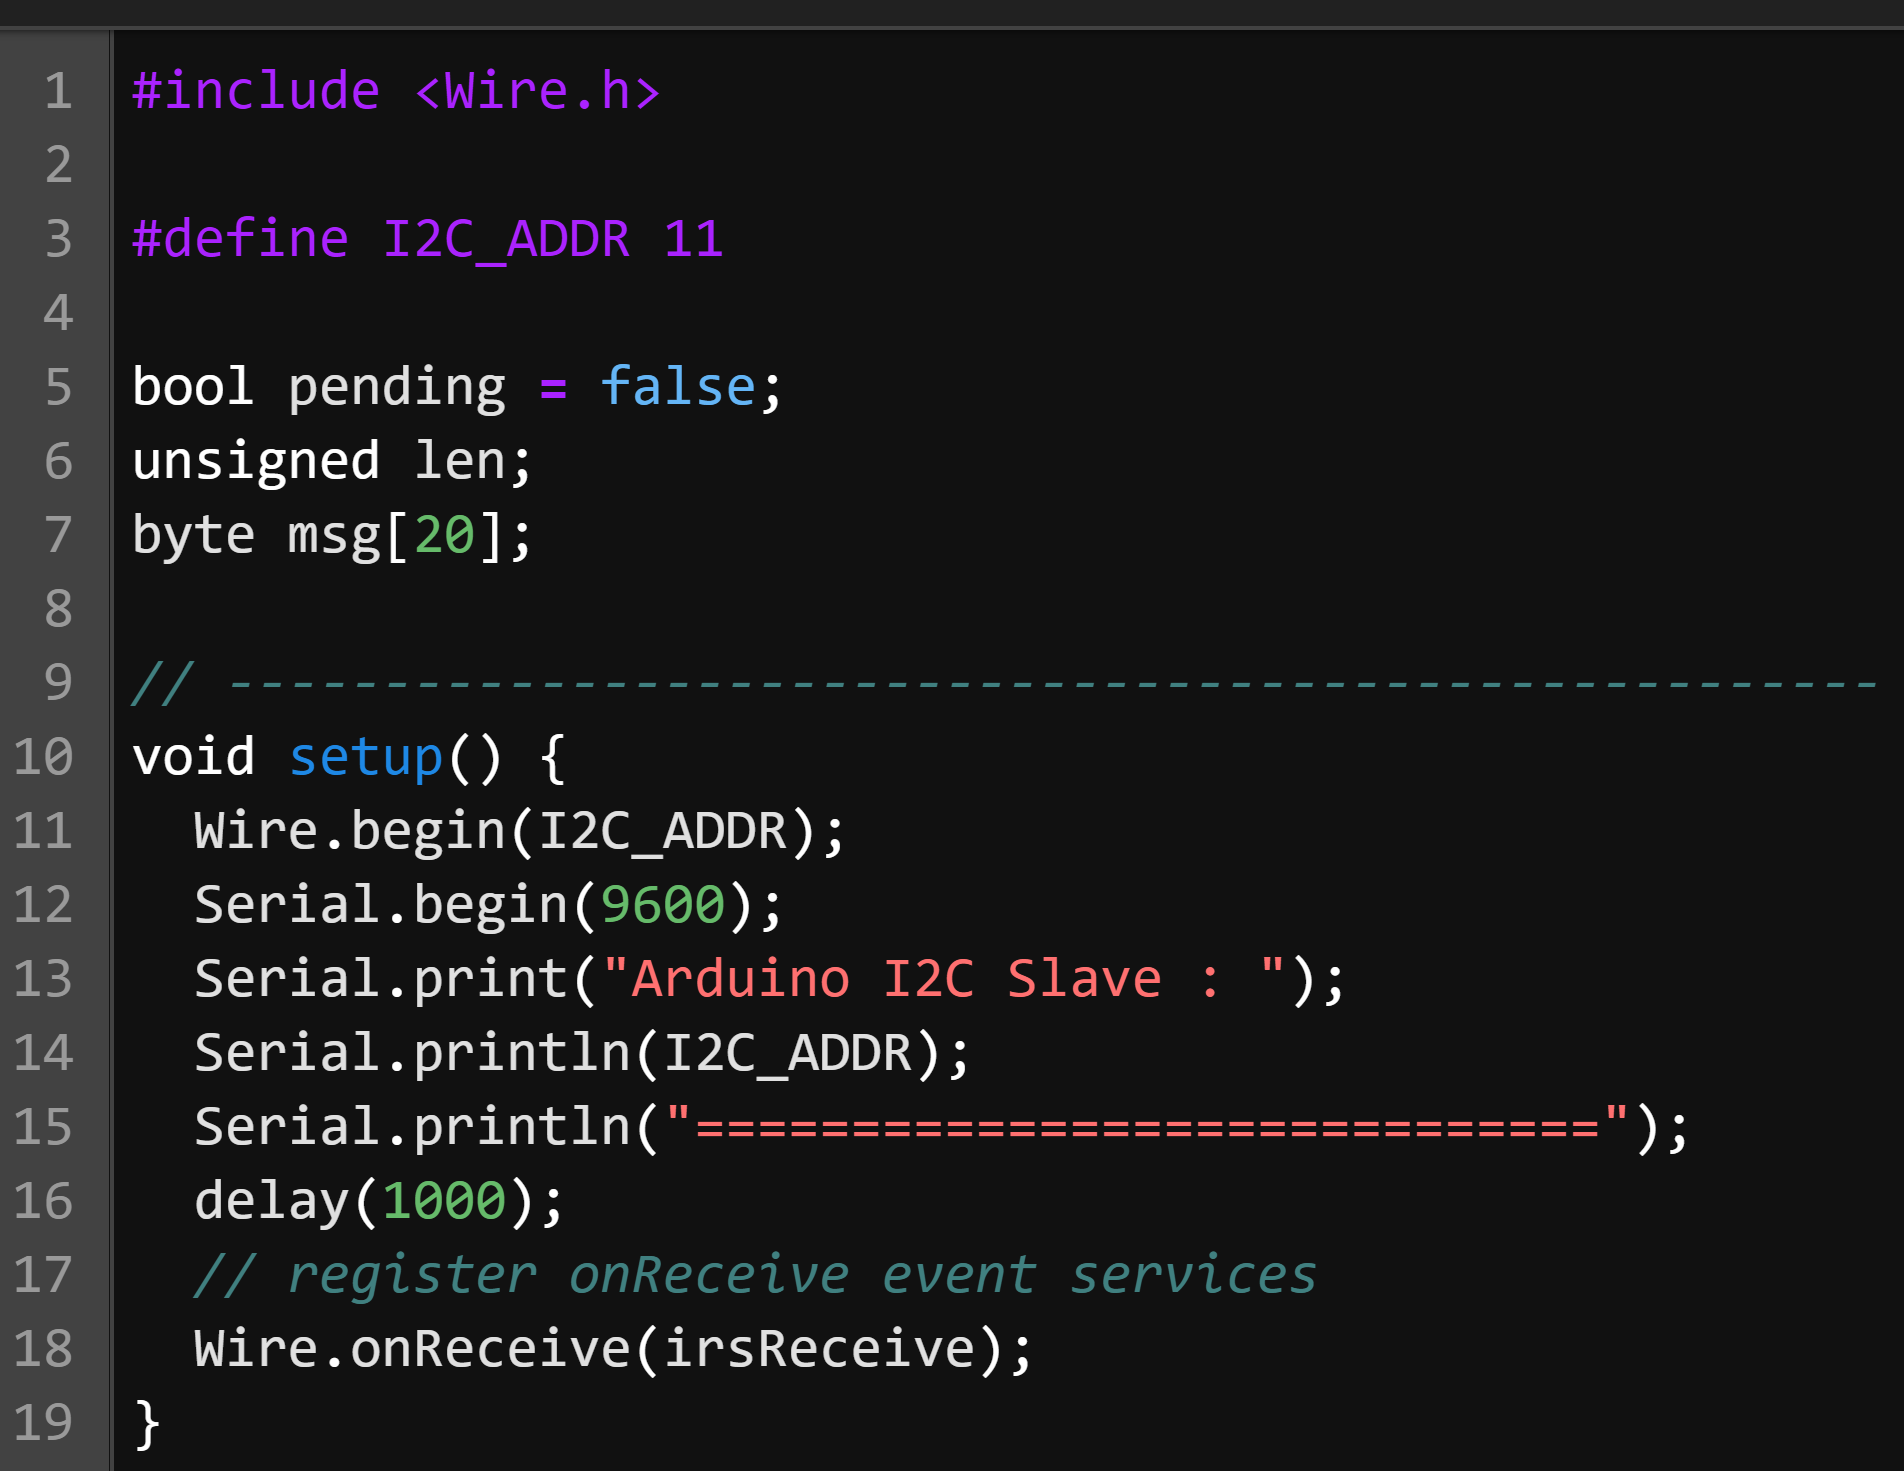 1 #include <Wire.h>
2
3 #define I2C_ADDR 11
4
5 bool pending = false;
6 unsigned len;
7 byte msg[20];
8
9 // -----------------------------------------------------
10 void setup() {
11   Wire.begin(I2C_ADDR);
12   Serial.begin(9600);
13   Serial.print("Arduino I2C Slave : ");
14   Serial.println(I2C_ADDR);
15   Serial.println("=============================");
16   delay(1000);
17   // register onReceive event services
18   Wire.onReceive(irsReceive);
19 }